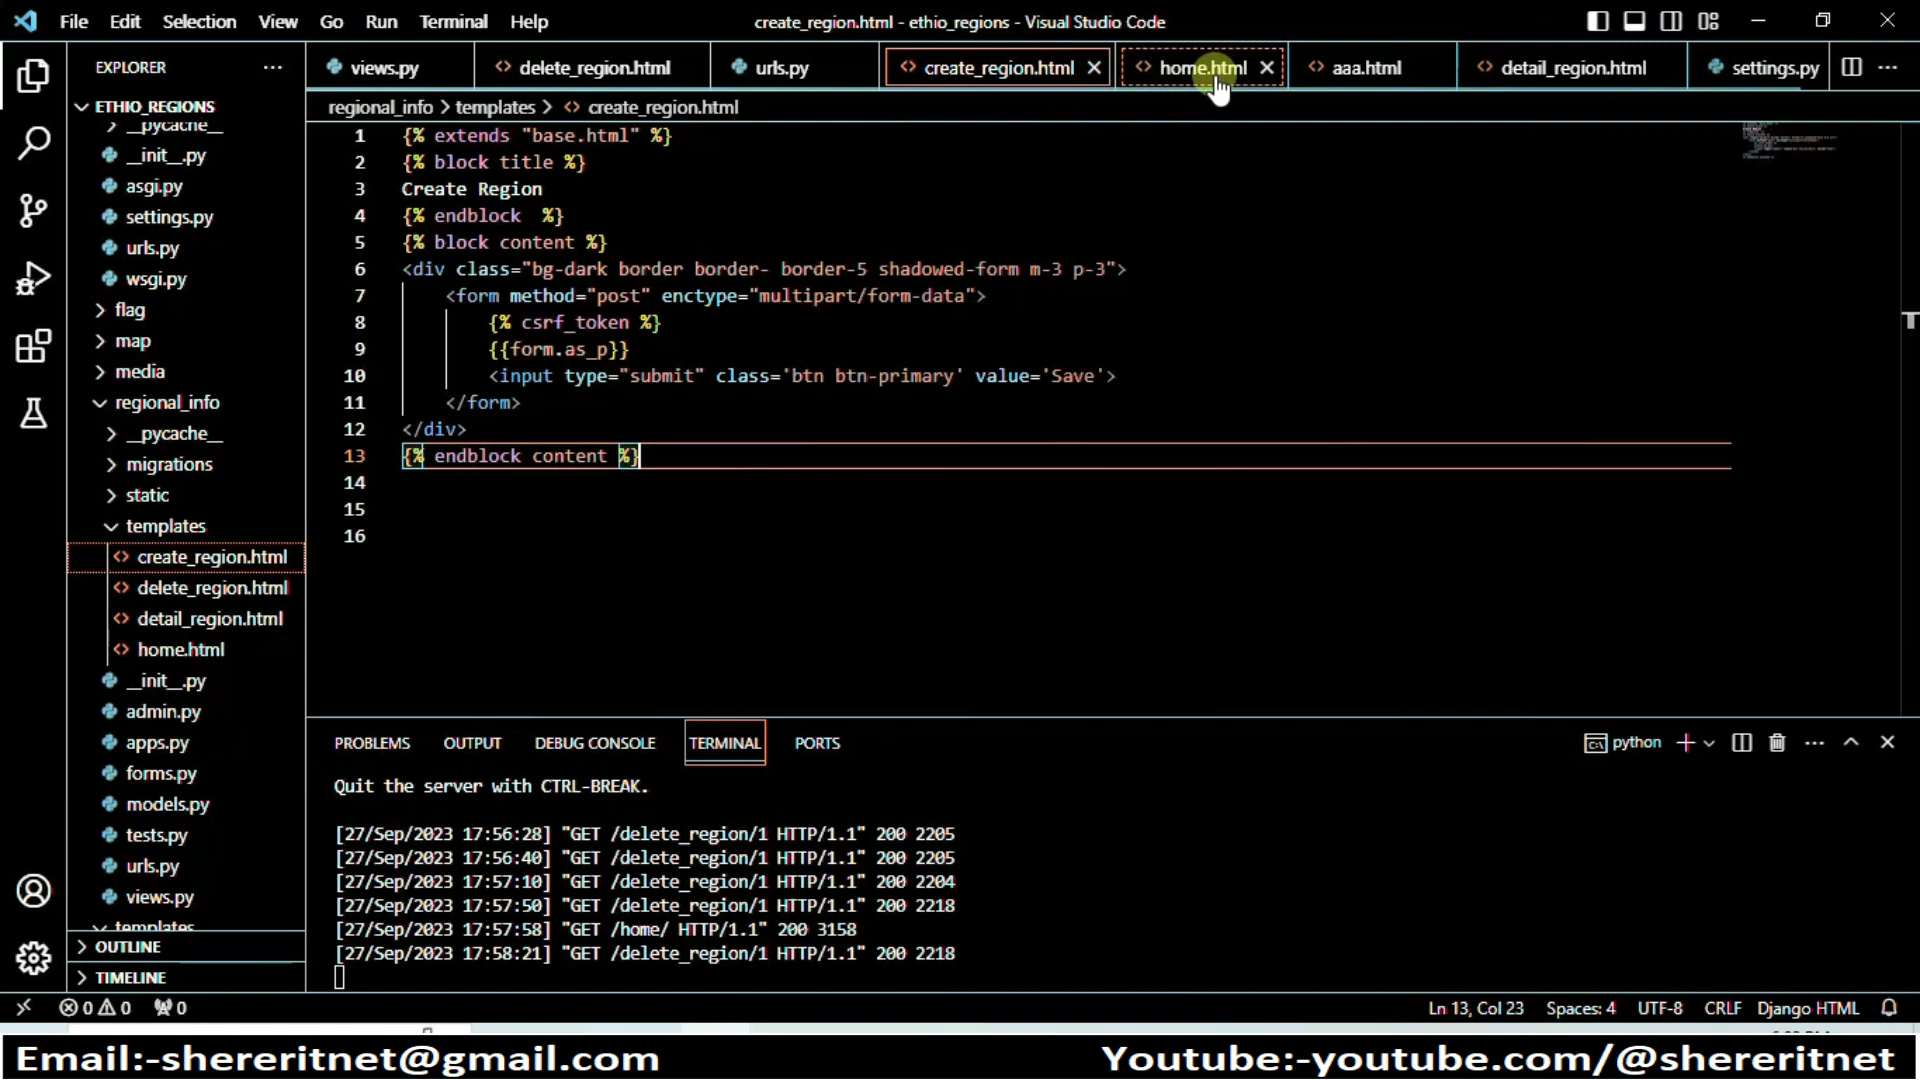 File Edit Selection View Go Run Terminal Help
create_region.html - ethio_regions - Visual Studio Code
EXPLORER ···
views.py delete_region.html urls.py create_region.html home.html aaa.html detail_region.html settings.py ···
regional_info > templates > <> create_region.html
ETHIO_REGIONS
__pycache__
__init__.py
asgi.py
settings.py
urls.py
wsgi.py
flag
map
media
regional_info
__pycache__
migrations
static
templates
create_region.html
delete_region.html
detail_region.html
home.html
__init__.py
admin.py
apps.py
forms.py
models.py
tests.py
urls.py
views.py
templates
OUTLINE
TIMELINE
1 {% extends "base.html" %}
2 {% block title %}
3 Create Region
4 {% endblock  %}
5 {% block content %}
6 <div class="bg-dark border border- border-5 shadowed-form m-3 p-3">
7 <form method="post" enctype="multipart/form-data">
8 {% csrf_token %}
9 {{form.as_p}}
10 <input type="submit" class='btn btn-primary' value='Save'>
11 </form>
12 </div>
13 {% endblock content %}
14
15
16
PROBLEMS OUTPUT DEBUG CONSOLE TERMINAL PORTS python
Quit the server with CTRL-BREAK.
[27/Sep/2023 17:56:28] "GET /delete_region/1 HTTP/1.1" 200 2205
[27/Sep/2023 17:56:40] "GET /delete_region/1 HTTP/1.1" 200 2205
[27/Sep/2023 17:57:10] "GET /delete_region/1 HTTP/1.1" 200 2204
[27/Sep/2023 17:57:50] "GET /delete_region/1 HTTP/1.1" 200 2218
[27/Sep/2023 17:57:58] "GET /home/ HTTP/1.1" 200 3158
[27/Sep/2023 17:58:21] "GET /delete_region/1 HTTP/1.1" 200 2218
0 0 0 Ln 13, Col 23 Spaces: 4 UTF-8 CRLF Django HTML
Email:-shereritnet@gmail.com Youtube:-youtube.com/@shereritnet